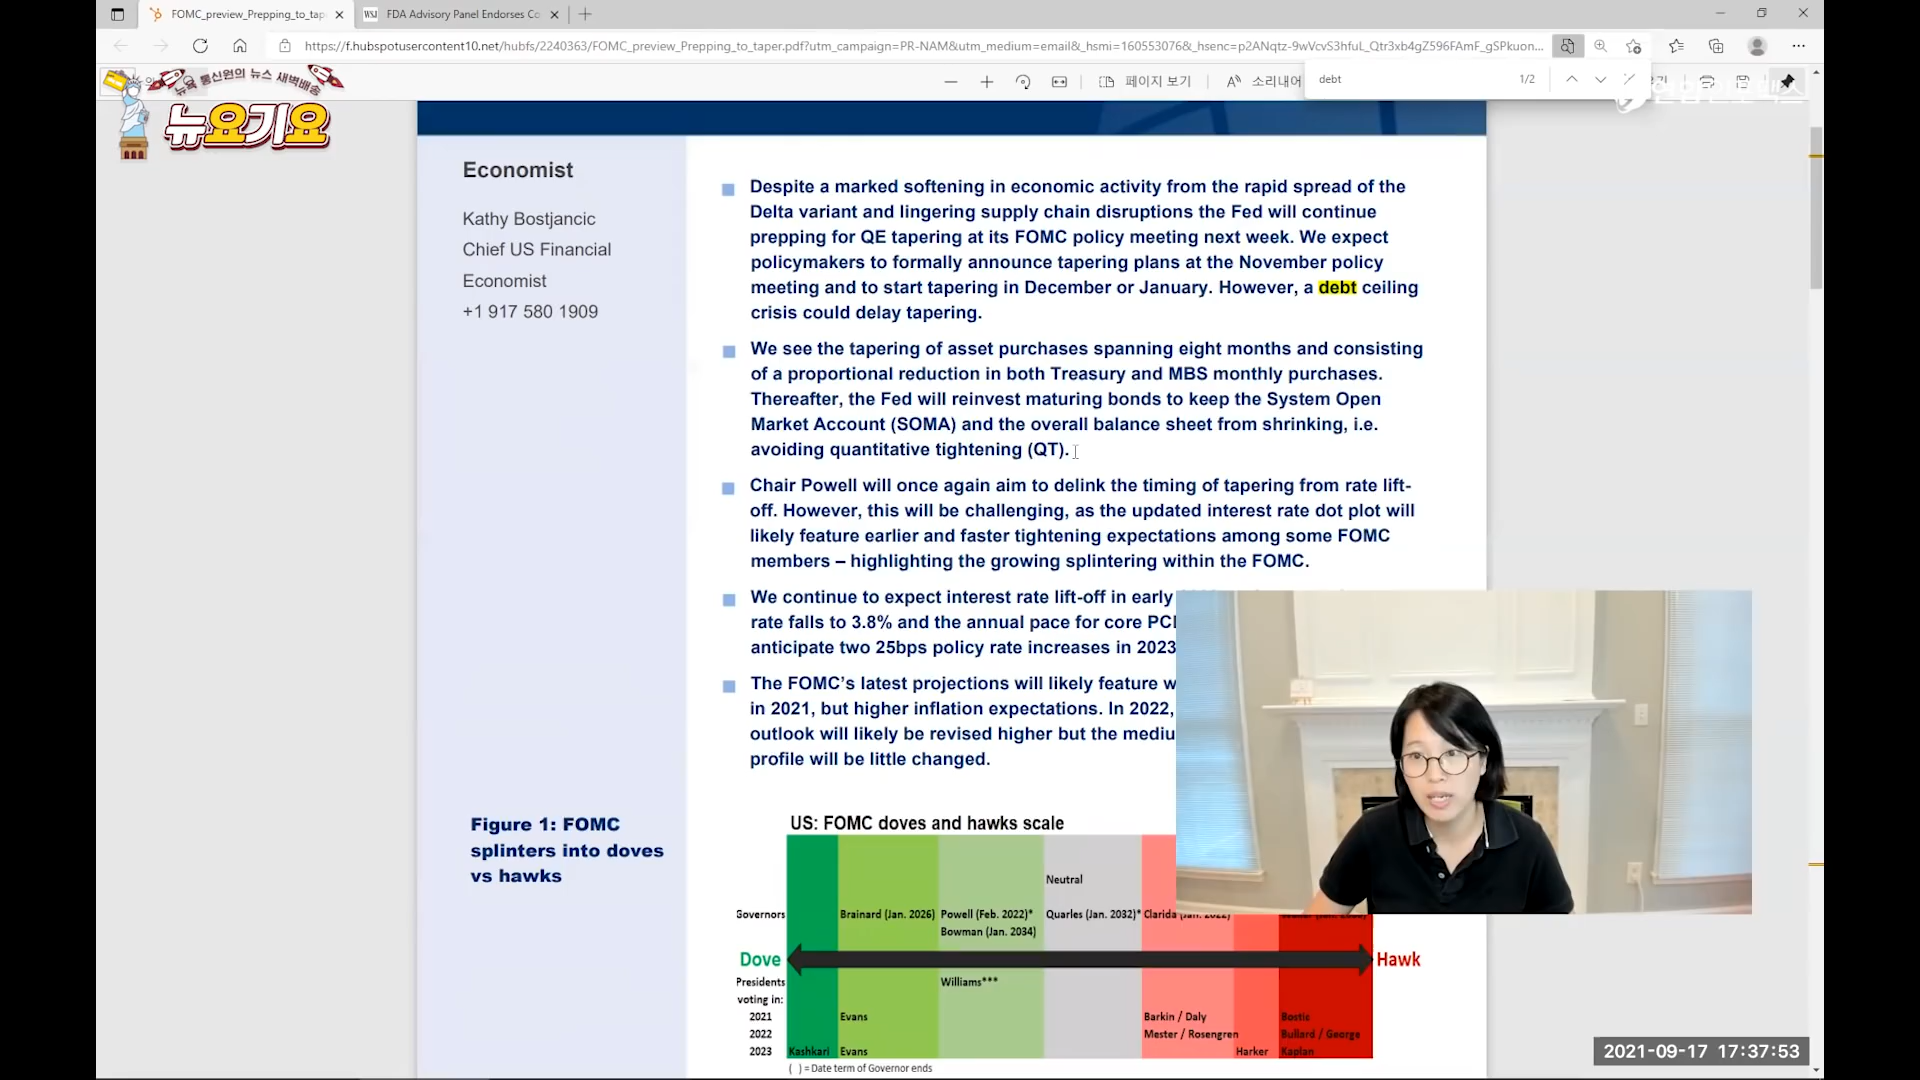 FOMC_preview_Prepping_to_tap
WSJ FDA Advisory Panel Endorses Co
https://f.hubspotusercontent10.net/hubfs/2240363/FOMC_preview_Prepping_to_taper.pdf?utm_campaign=PR-NAM&utm_medium=email&_hsmi=160553076&_hsenc=p2ANqtz-9wVcvS3hfuL_Qtr3xb4gZ596FAmF_gSPkuon...
뉴욕 통신원의 뉴스 새벽배송
뉴요기요
페이지 보기
소리내어
debt
1/2
연합인포맥스
Economist
Kathy Bostjancic
Chief US Financial
Economist
+1 917 580 1909
Despite a marked softening in economic activity from the rapid spread of the
Delta variant and lingering supply chain disruptions the Fed will continue
prepping for QE tapering at its FOMC policy meeting next week. We expect
policymakers to formally announce tapering plans at the November policy
meeting and to start tapering in December or January. However, a debt ceiling
crisis could delay tapering.
We see the tapering of asset purchases spanning eight months and consisting
of a proportional reduction in both Treasury and MBS monthly purchases.
Thereafter, the Fed will reinvest maturing bonds to keep the System Open
Market Account (SOMA) and the overall balance sheet from shrinking, i.e.
avoiding quantitative tightening (QT).
Chair Powell will once again aim to delink the timing of tapering from rate lift-
off. However, this will be challenging, as the updated interest rate dot plot will
likely feature earlier and faster tightening expectations among some FOMC
members – highlighting the growing splintering within the FOMC.
We continue to expect interest rate lift-off in early
rate falls to 3.8% and the annual pace for core PC
anticipate two 25bps policy rate increases in 2023
The FOMC's latest projections will likely feature w
in 2021, but higher inflation expectations. In 2022,
outlook will likely be revised higher but the mediu
profile will be little changed.
Figure 1: FOMC
splinters into doves
vs hawks
US: FOMC doves and hawks scale
Neutral
Governors Brainard (Jan. 2026) Powell (Feb. 2022)* Quarles (Jan. 2032)* Clarida (Jan. 2022)
Bowman (Jan. 2034)
Dove Hawk
Presidents Williams***
voting in:
2021 Evans Barkin / Daly Bostic
2022 Mester / Rosengren Bullard / George
2023 Kashkari Evans Harker Kaplan
( ) = Date term of Governor ends
2021-09-17 17:37:53